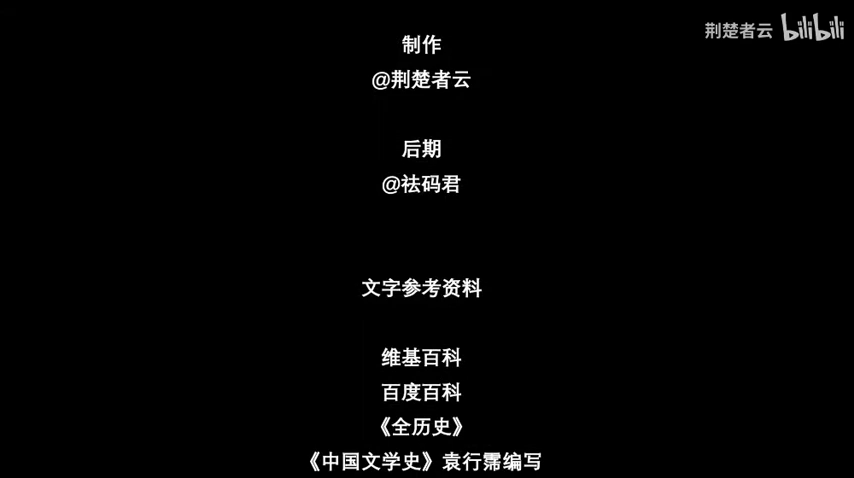 荆楚者云 bilibili
制作
@荆楚者云
后期
@祛码君
文字参考资料
维基百科
百度百科
《全历史》
《中国文学史》袁行霈编写